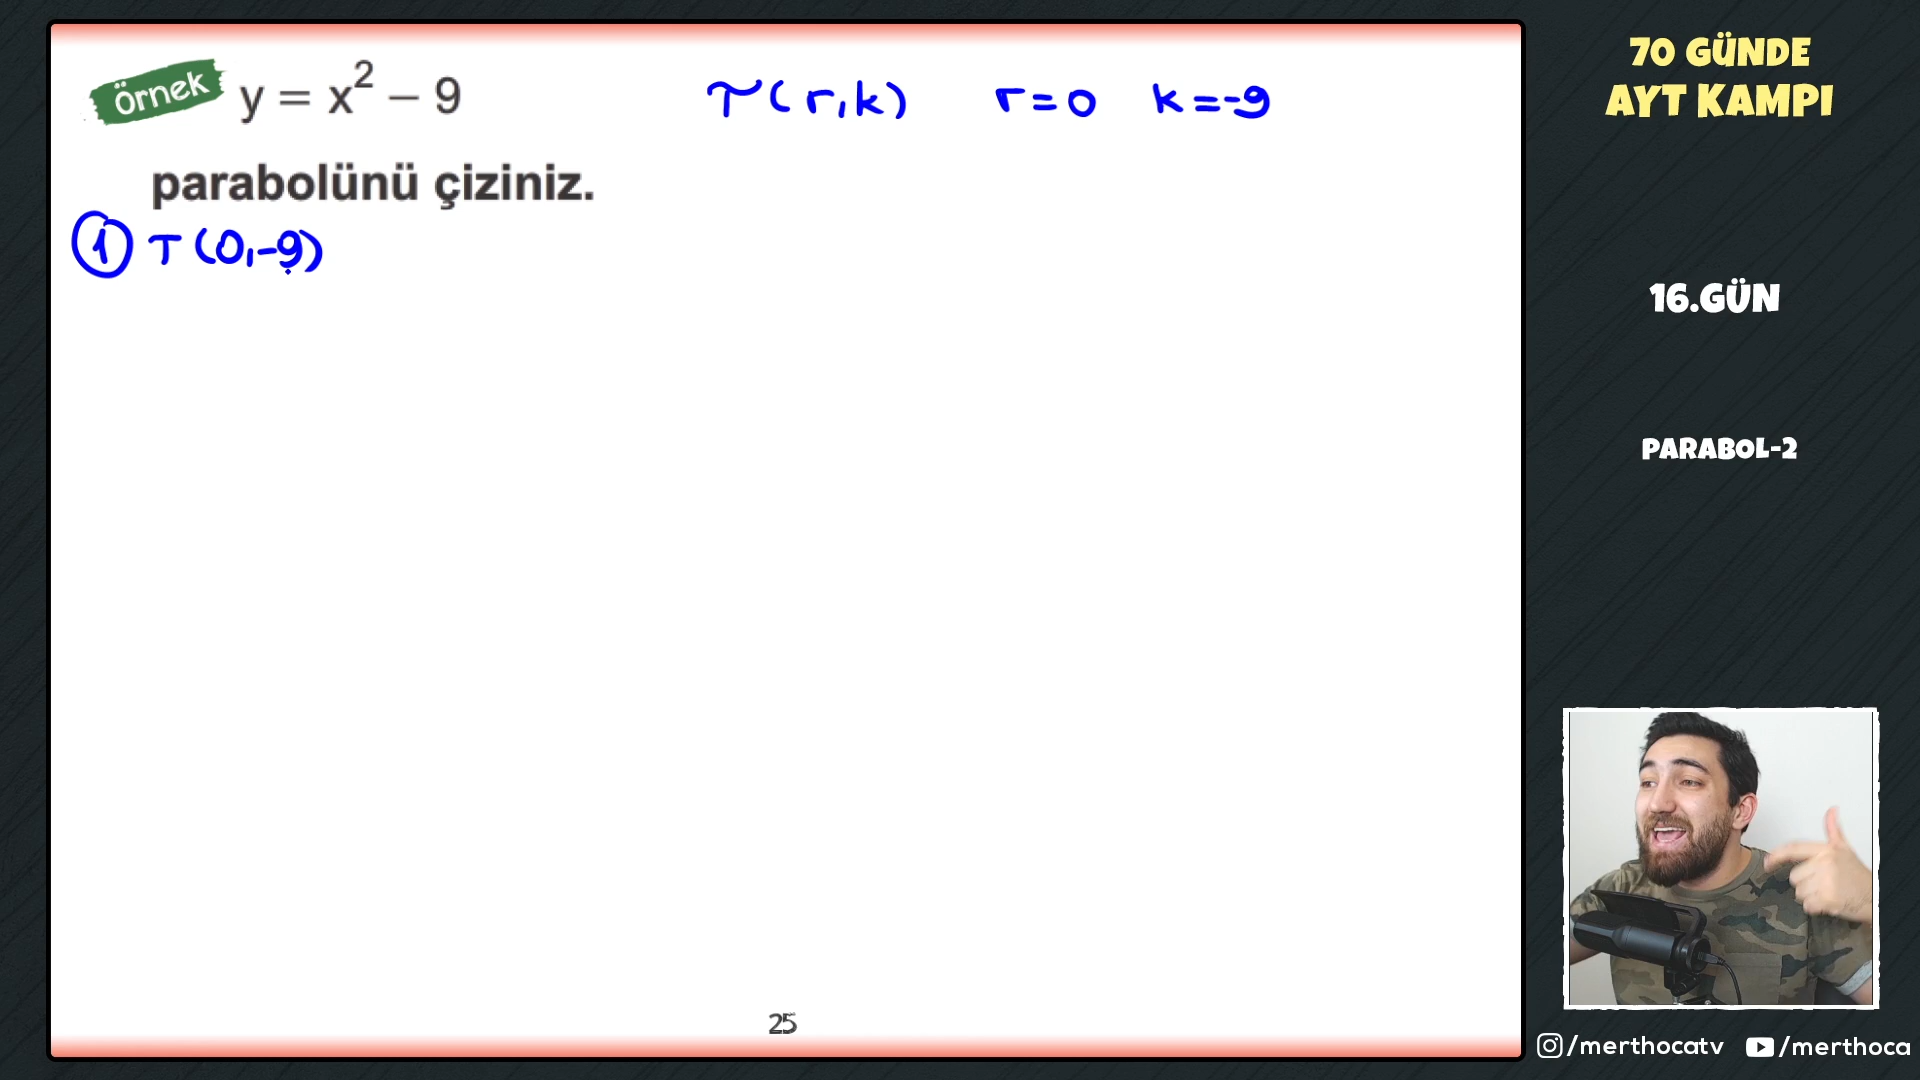 Örnek y = x² – 9
T(r,k) r=0 k=-9
parabolünü çiziniz.
1 T(0,-9)
25
70 GÜNDE
AYT KAMPI
16.GÜN
PARABOL-2
/merthocatv /merthoca